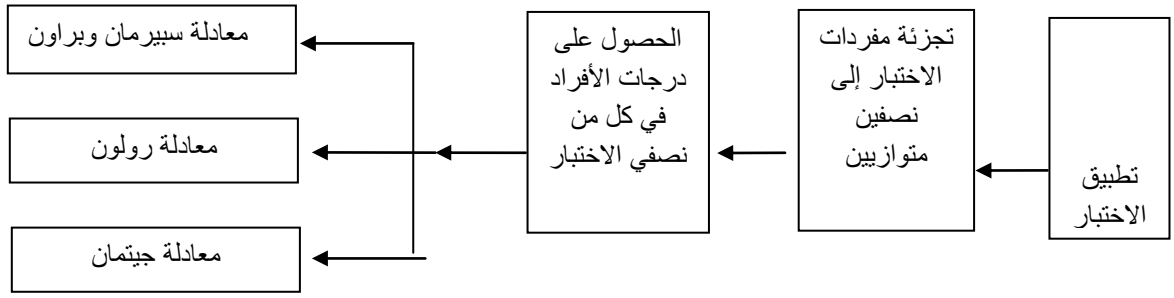 تطبيق
الاختبار
تجزئة مفردات
الاختبار إلى
نصفين
متوازيين
الحصول على
درجات الأفراد
في كل من
نصفي الاختبار
معادلة سبيرمان وبراون
معادلة رولون
معادلة جيتمان